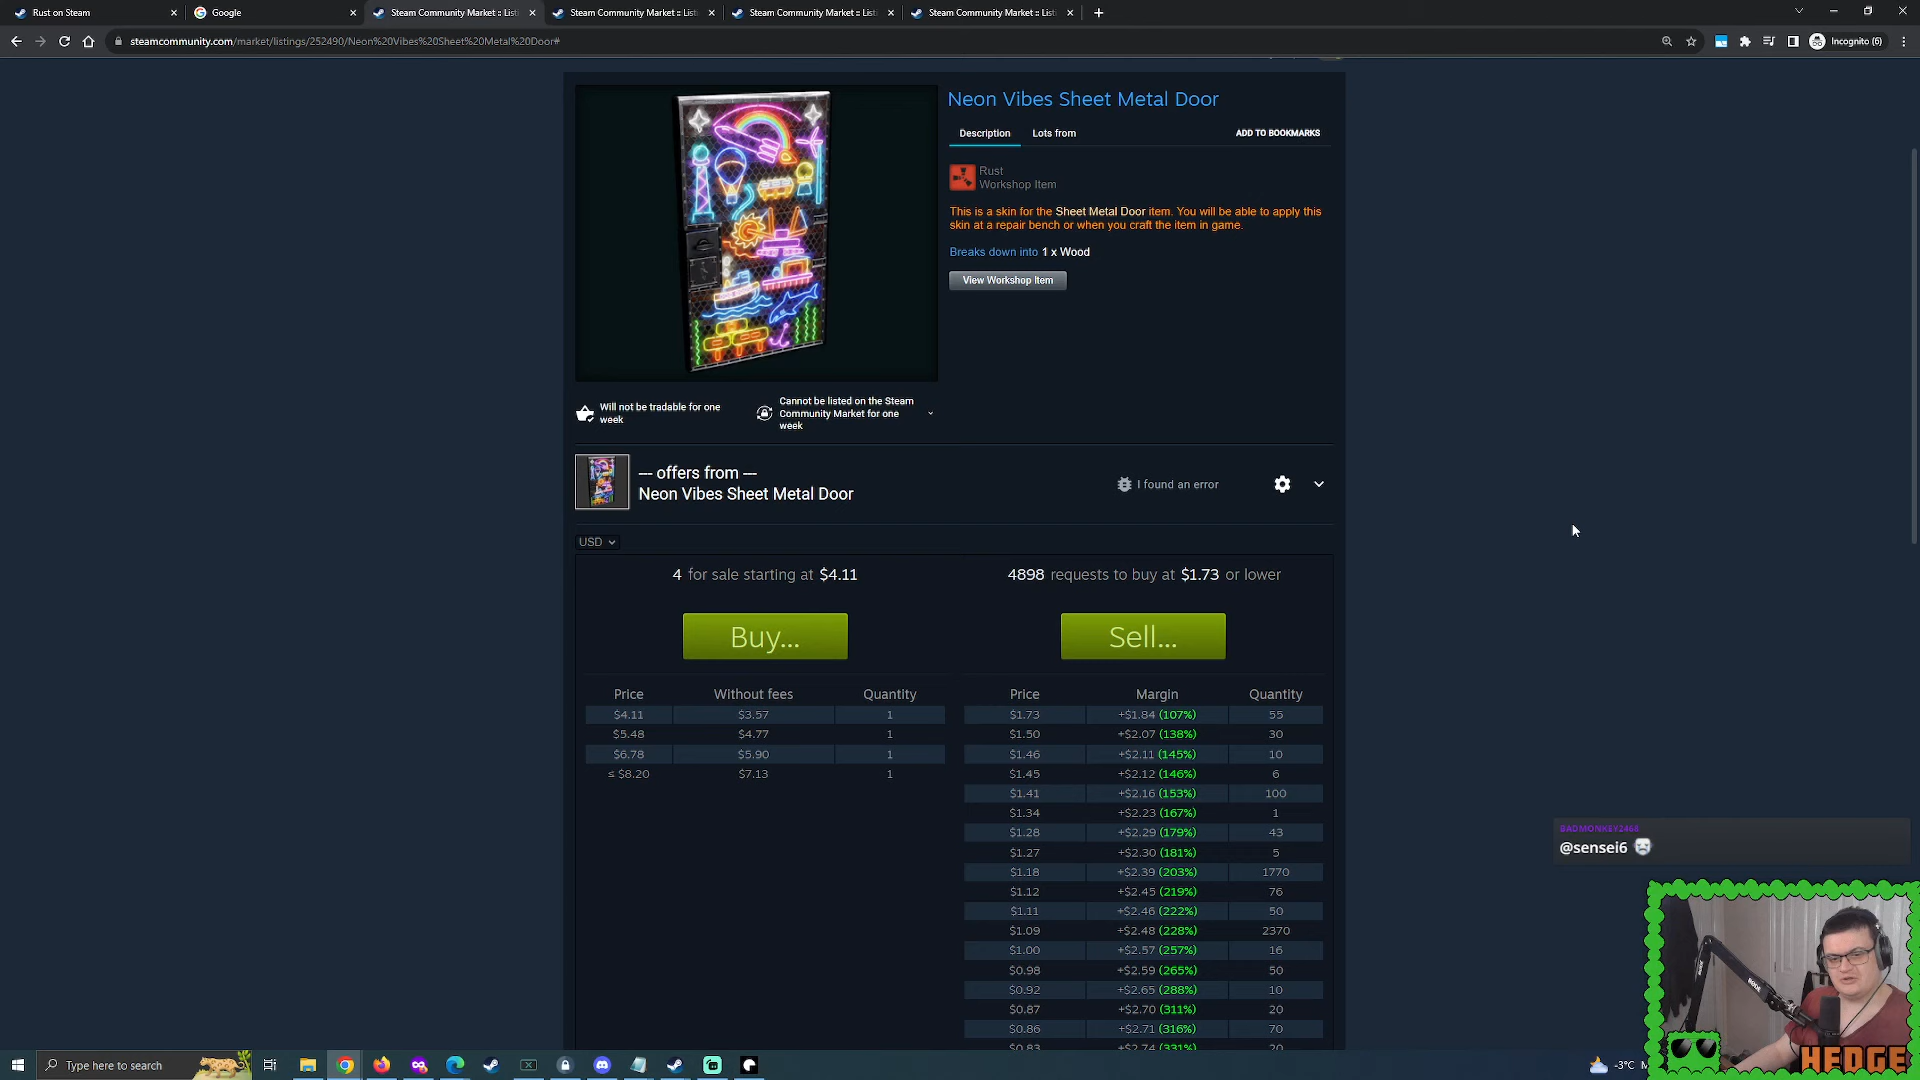 Rust on Steam
Google
Steam Community Market :: Listi
Steam Community Market :: Listi
Steam Community Market :: Listi
Steam Community Market :: Listi
steamcommunity.com/market/listings/252490/Neon%20Vibes%20Sheet%20Metal%20Door#
Incognito (6)
Neon Vibes Sheet Metal Door
Description
Lots from
ADD TO BOOKMARKS
Rust
Workshop Item
This is a skin for the Sheet Metal Door item. You will be able to apply this
skin at a repair bench or when you craft the item in game.
Breaks down into 1 x Wood
View Workshop Item
Will not be tradable for one
week
Cannot be listed on the Steam
Community Market for one
week
--- offers from ---
Neon Vibes Sheet Metal Door
I found an error
USD
4 for sale starting at $4.11
4898 requests to buy at $1.73 or lower
Buy...
Sell...
Price Without fees Quantity
$4.11 $3.57 1
$5.48 $4.77 1
$6.78 $5.90 1
≤ $8.20 $7.13 1
Price Margin Quantity
$1.73 +$1.84 (107%) 55
$1.50 +$2.07 (138%) 30
$1.46 +$2.11 (145%) 10
$1.45 +$2.12 (146%) 6
$1.41 +$2.16 (153%) 100
$1.34 +$2.23 (167%) 1
$1.28 +$2.29 (179%) 43
$1.27 +$2.30 (181%) 5
$1.18 +$2.39 (203%) 1770
$1.12 +$2.45 (219%) 76
$1.11 +$2.46 (222%) 50
$1.09 +$2.48 (228%) 2370
$1.00 +$2.57 (257%) 16
$0.98 +$2.59 (265%) 50
$0.92 +$2.65 (288%) 10
$0.87 +$2.70 (311%) 20
$0.86 +$2.71 (316%) 70
$0.83 +$2.74 (331%) 20
BADMONKEY2468
@sensei6
RODE
HEDGE
Type here to search
-3°C